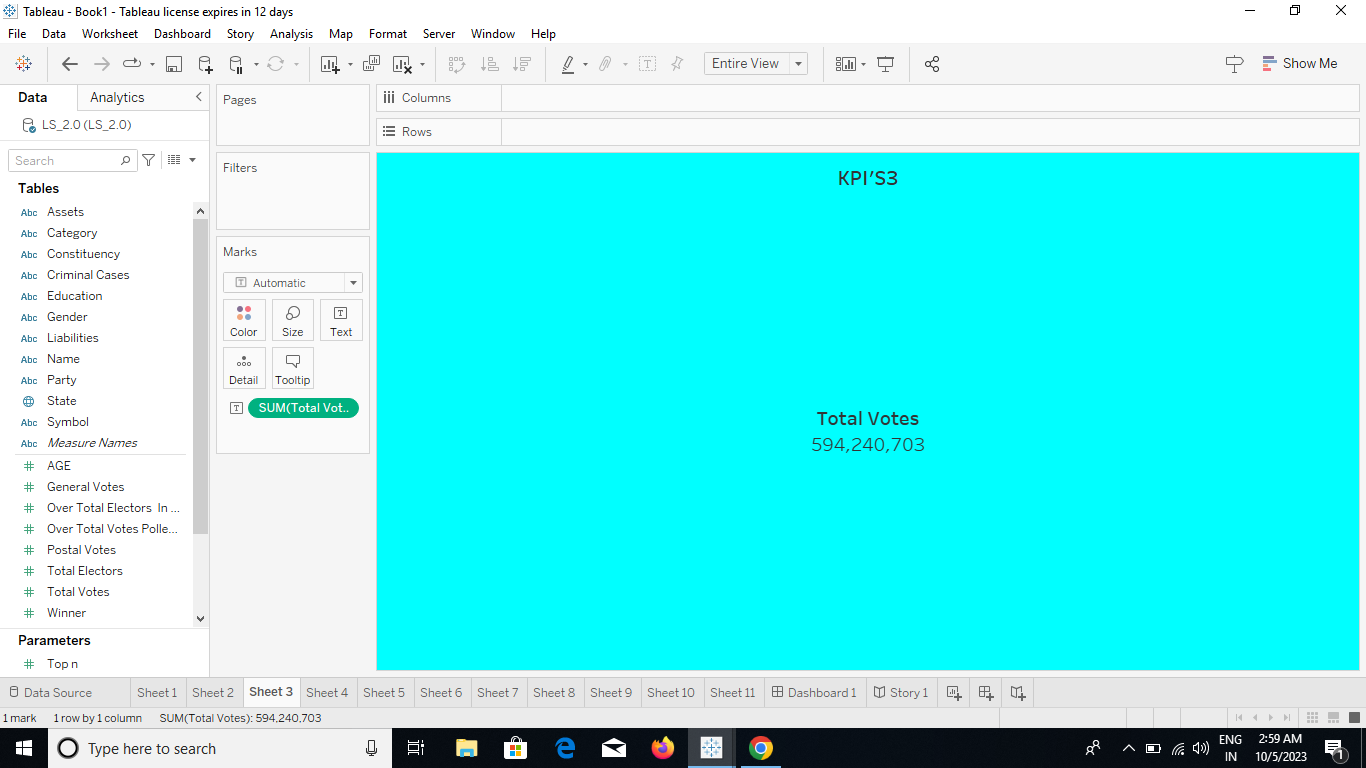 Tableau - Book1 - Tableau license expires in 12 days
File Data Worksheet Dashboard Story Analysis Map Format Server Window Help
Entire View
Show Me
Data Analytics
LS_2.0 (LS_2.0)
Search
Tables
Abc Assets
Abc Category
Abc Constituency
Abc Criminal Cases
Abc Education
Abc Gender
Abc Liabilities
Abc Name
Abc Party
State
Abc Symbol
Abc Measure Names
# AGE
# General Votes
# Over Total Electors In ...
# Over Total Votes Polle...
# Postal Votes
# Total Electors
# Total Votes
# Winner
Parameters
# Top n
Pages
Filters
Marks
T Automatic
Color Size T Text
Detail Tooltip
T SUM(Total Vot..
Columns
Rows
KPI'S3
Total Votes
594,240,703
Data Source Sheet 1 Sheet 2 Sheet 3 Sheet 4 Sheet 5 Sheet 6 Sheet 7 Sheet 8 Sheet 9 Sheet 10 Sheet 11 Dashboard 1 Story 1
1 mark 1 row by 1 column SUM(Total Votes): 594,240,703
Type here to search
ENG
IN
2:59 AM
10/5/2023
1